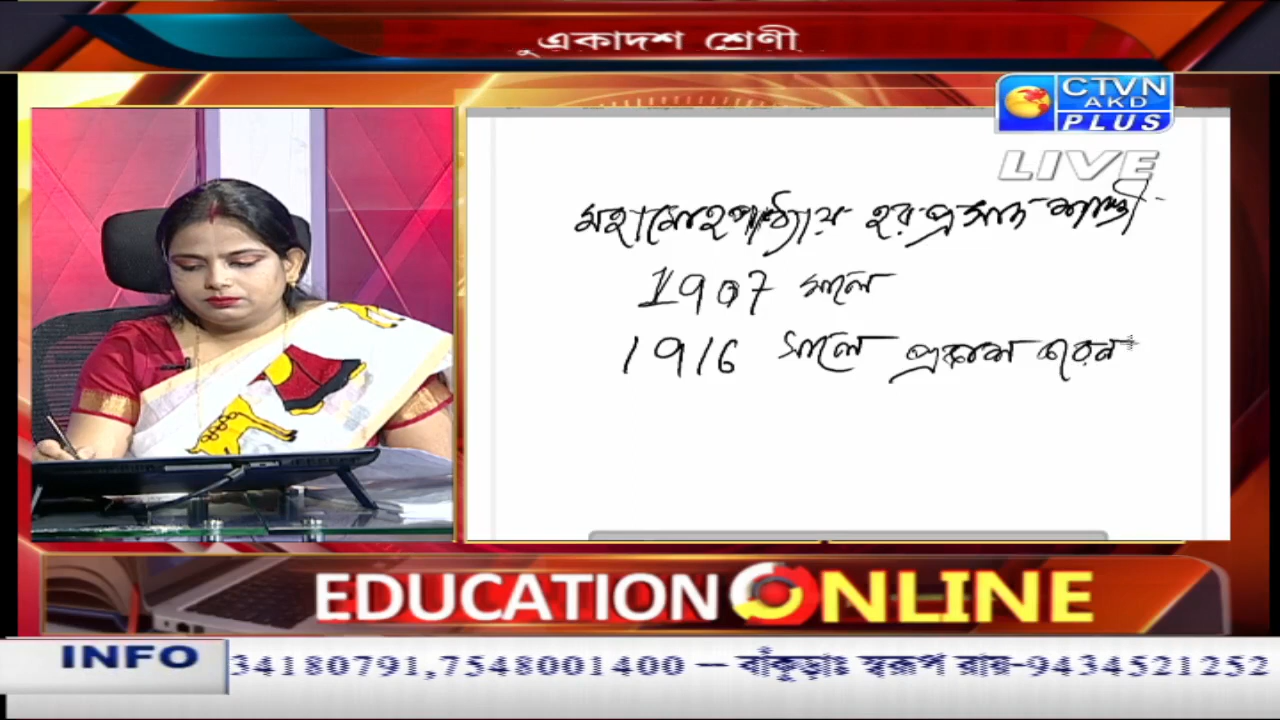 একাদশ শ্রেণী
CTVN
AKD
PLUS
LIVE
মহামোহপাধ্যায় হরপ্রসাদ শাস্ত্রী
1907 সালে
1916 সালে প্রকাশ করেন
EDUCATION ONLINE
INFO 34180791,7548001400 – বাঁকুড়াঃ স্বরূপ রায়-9434521252